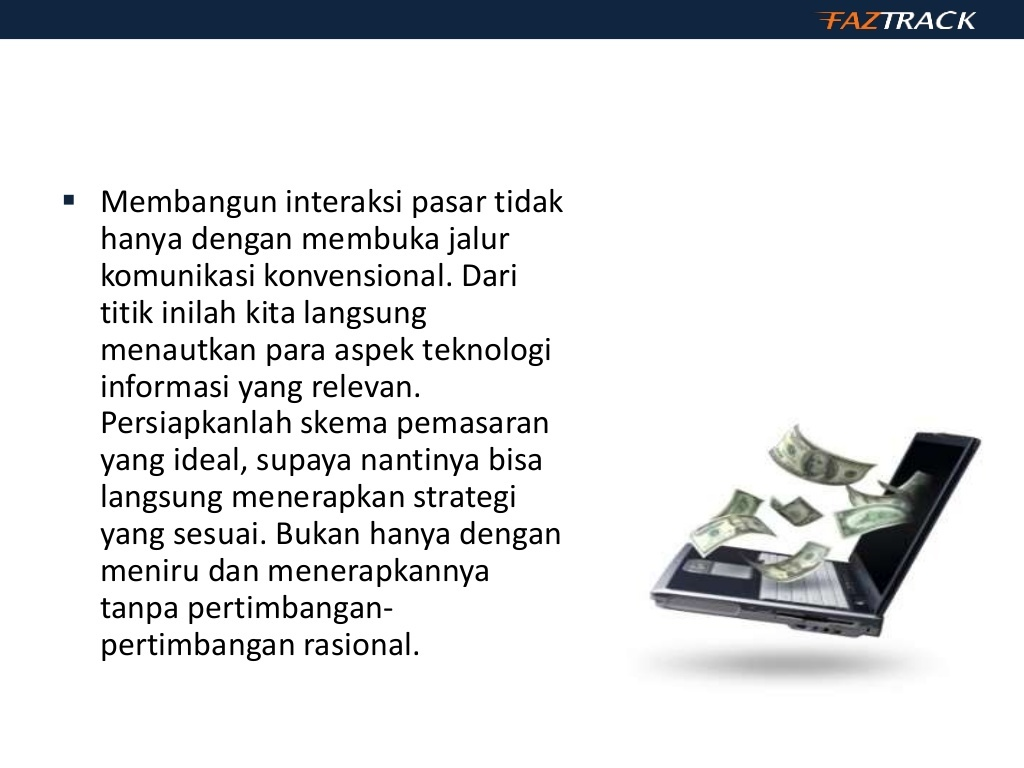 FAZTRACK
▪ Membangun interaksi pasar tidak
hanya dengan membuka jalur
komunikasi konvensional. Dari
titik inilah kita langsung
menautkan para aspek teknologi
informasi yang relevan.
Persiapkanlah skema pemasaran
yang ideal, supaya nantinya bisa
langsung menerapkan strategi
yang sesuai. Bukan hanya dengan
meniru dan menerapkannya
tanpa pertimbangan-
pertimbangan rasional.